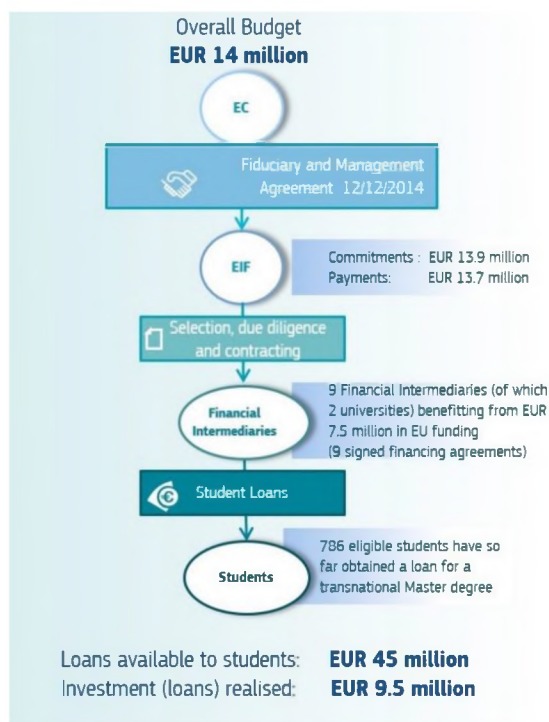 Overall Budget
EUR 14 million
EC
Fiduciary and Management
Agreement 12/12/2014
EIF
Commitments : EUR 13.9 million
Payments: EUR 13.7 million
Selection, due diligence
and contracting
Financial
Intermediaries
9 Financial Intermediaries (of which
2 universities) benefitting from EUR
7.5 million in EU funding
(9 signed financing agreements)
Student Loans
Students
786 eligible students have so
far obtained a loan for a
transnational Master degree
Loans available to students: EUR 45 million
Investment (loans) realised: EUR 9.5 million